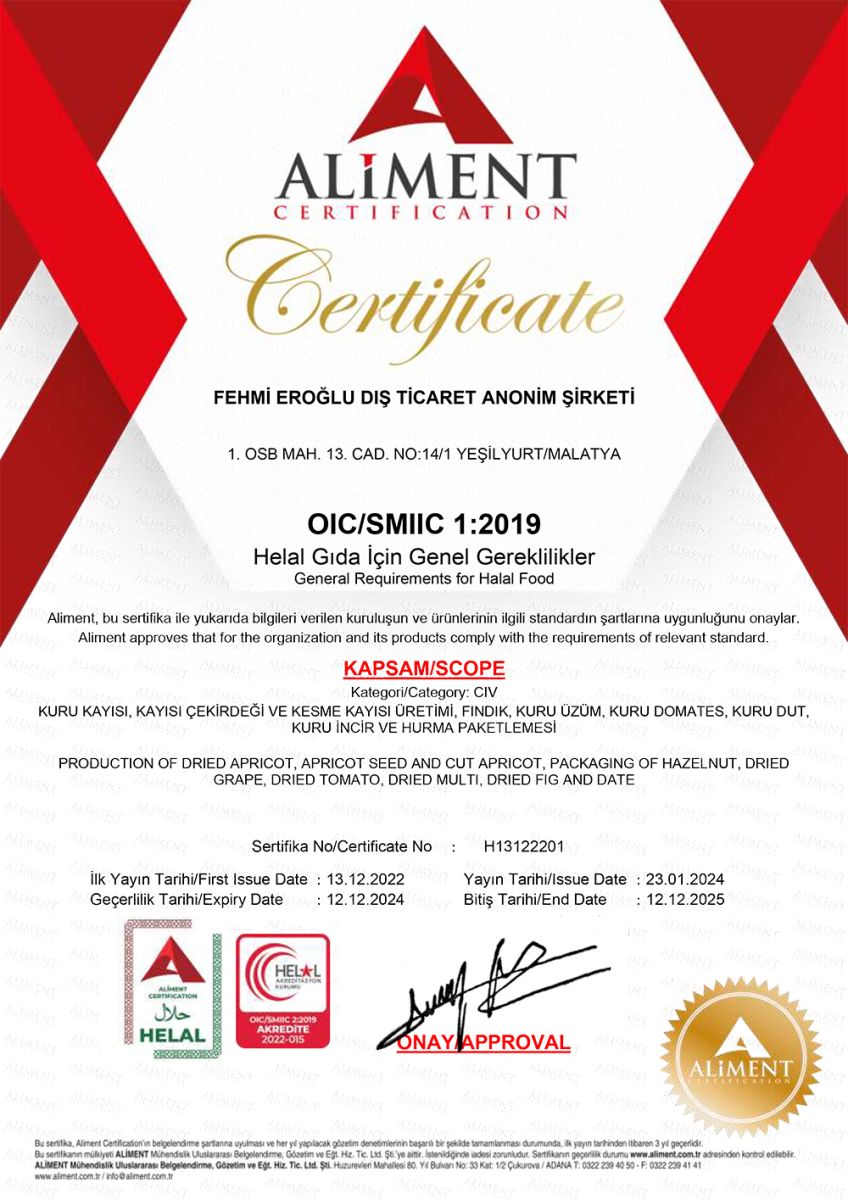 ALİMENT
CERTIFICATION
Certificate
FEHMİ EROĞLU DIŞ TİCARET ANONİM ŞİRKETİ
1. OSB MAH. 13. CAD. NO:14/1 YEŞİLYURT/MALATYA
OIC/SMIIC 1:2019
Helal Gıda İçin Genel Gereklilikler
General Requirements for Halal Food
Aliment, bu sertifika ile yukarıda bilgileri verilen kuruluşun ve ürünlerinin ilgili standardın şartlarına uygunluğunu onaylar.
Aliment approves that for the organization and its products comply with the requirements of relevant standard.
KAPSAM/SCOPE
Kategori/Category: CIV
KURU KAYISI, KAYISI ÇEKİRDEĞİ VE KESME KAYISI ÜRETİMİ, FINDIK, KURU ÜZÜM, KURU DOMATES, KURU DUT,
KURU İNCİR VE HURMA PAKETLEMESİ
PRODUCTION OF DRIED APRICOT, APRICOT SEED AND CUT APRICOT, PACKAGING OF HAZELNUT, DRIED
GRAPE, DRIED TOMATO, DRIED MULTI, DRIED FIG AND DATE
Sertifika No/Certificate No : H13122201
İlk Yayın Tarihi/First Issue Date : 13.12.2022 Yayın Tarihi/Issue Date : 23.01.2024
Geçerlilik Tarihi/Expiry Date : 12.12.2024 Bitiş Tarihi/End Date : 12.12.2025
ALİMENT
CERTIFICATION
حلال
HELAL
HELAL
AKREDİTASYON
KURUMU
OIC/SMIIC 2:2019
AKREDİTE
2022-015
ONAY/APPROVAL
ALİMENT
CERTIFICATION
Bu sertifika, Aliment Certification'ın belgelendirme şartlarına uyulması ve her yıl yapılacak gözetim denetimlerinin başarılı bir şekilde tamamlanması durumunda, ilk yayın tarihinden itibaren 3 yıl geçerlidir.
Bu sertifikanın mülkiyeti ALİMENT Mühendislik Uluslararası Belgelendirme, Gözetim ve Eğt. Hiz. Tic. Ltd. Şti.'ye aittir. İstenildiğinde iadesi zorunludur. Sertifikanın geçerlilik durumu www.aliment.com.tr adresinden kontrol edilebilir.
ALİMENT Mühendislik Uluslararası Belgelendirme, Gözetim ve Eğt. Hiz. Tic. Ltd. Şti. Huzurevleri Mahallesi 80. Yıl Bulvarı No: 33 Kat: 1/2 Çukurova / ADANA T: 0322 239 40 50 - F: 0322 239 41 41
www.aliment.com.tr / info@aliment.com.tr